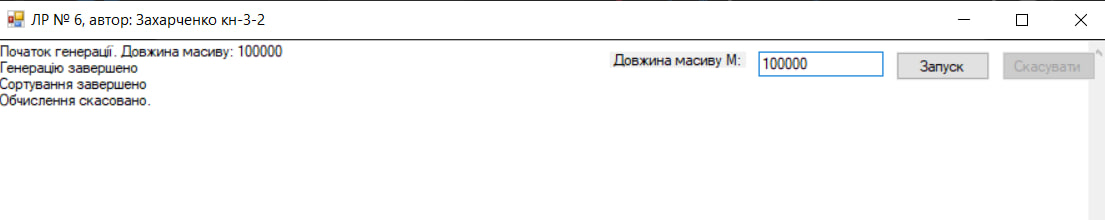 ЛР № 6, автор: Захарченко кн-3-2
Початок генерації. Довжина масиву: 100000
Генерацію завершено
Сортування завершено
Обчислення скасовано.
Довжина масиву М:
100000
Запуск
Скасувати